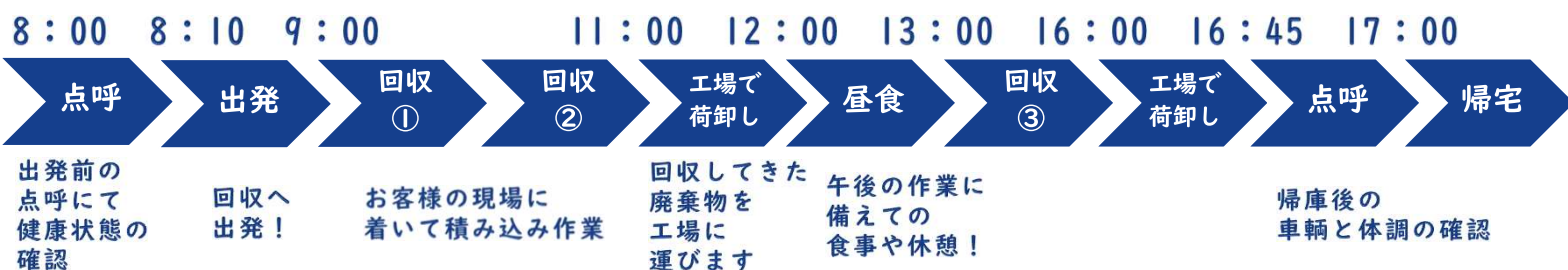 8：00 8：10 9：00 11：00 12：00 13：00 16：00 16：45 17：00
点呼
出発
回収
①
回収
②
工場で
荷卸し
昼食
回収
③
工場で
荷卸し
点呼
帰宅
出発前の
点呼にて
健康状態の
確認
回収へ
出発！
お客様の現場に
着いて積み込み作業
回収してきた
廃棄物を
工場に
運びます
午後の作業に
備えての
食事や休憩！
帰庫後の
車輌と体調の確認